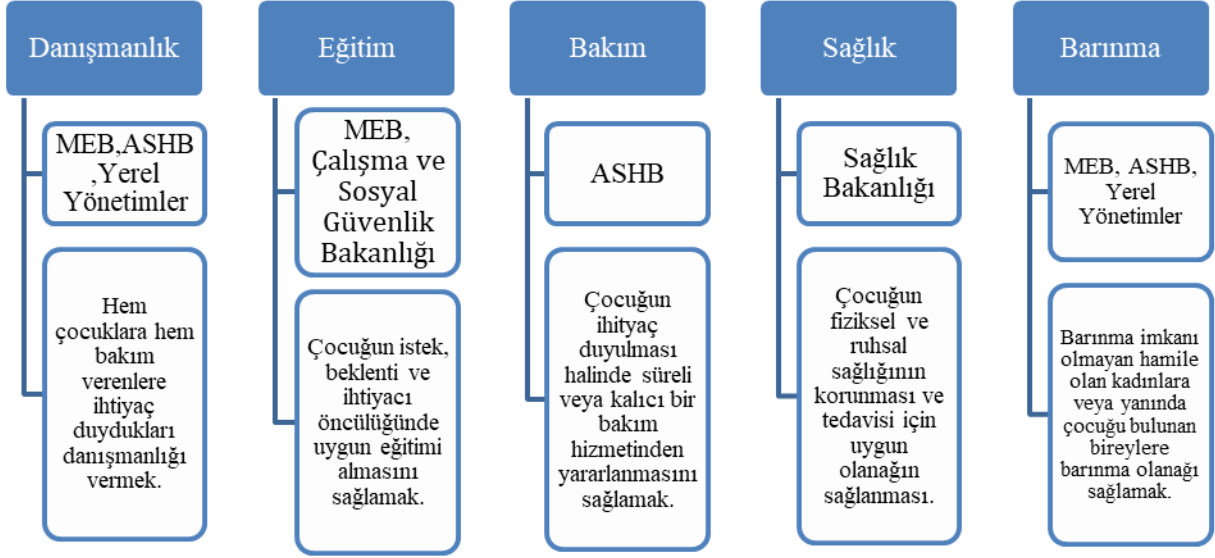 Danışmanlık
MEB,ASHB
,Yerel
Yönetimler
Hem
çocuklara hem
bakım
verenlere
ihtiyaç
duydukları
danışmanlığı
vermek.
Eğitim
MEB,
Çalışma ve
Sosyal
Güvenlik
Bakanlığı
Çocuğun istek,
beklenti ve
ihtiyacı
öncülüğünde
uygun eğitimi
almasını
sağlamak.
Bakım
ASHB
Çocuğun
ihityaç
duyulması
halinde süreli
veya kalıcı bir
bakım
hizmetinden
yararlanmasını
sağlamak.
Sağlık
Sağlık
Bakanlığı
Çocuğun
fiziksel ve
ruhsal
sağlığının
korunması ve
tedavisi için
uygun
olanağın
sağlanması.
Barınma
MEB, ASHB,
Yerel
Yönetimler
Barınma imkanı
olmayan hamile
olan kadınlara
veya yanında
çocuğu bulunan
bireylere
barınma olanağı
sağlamak.